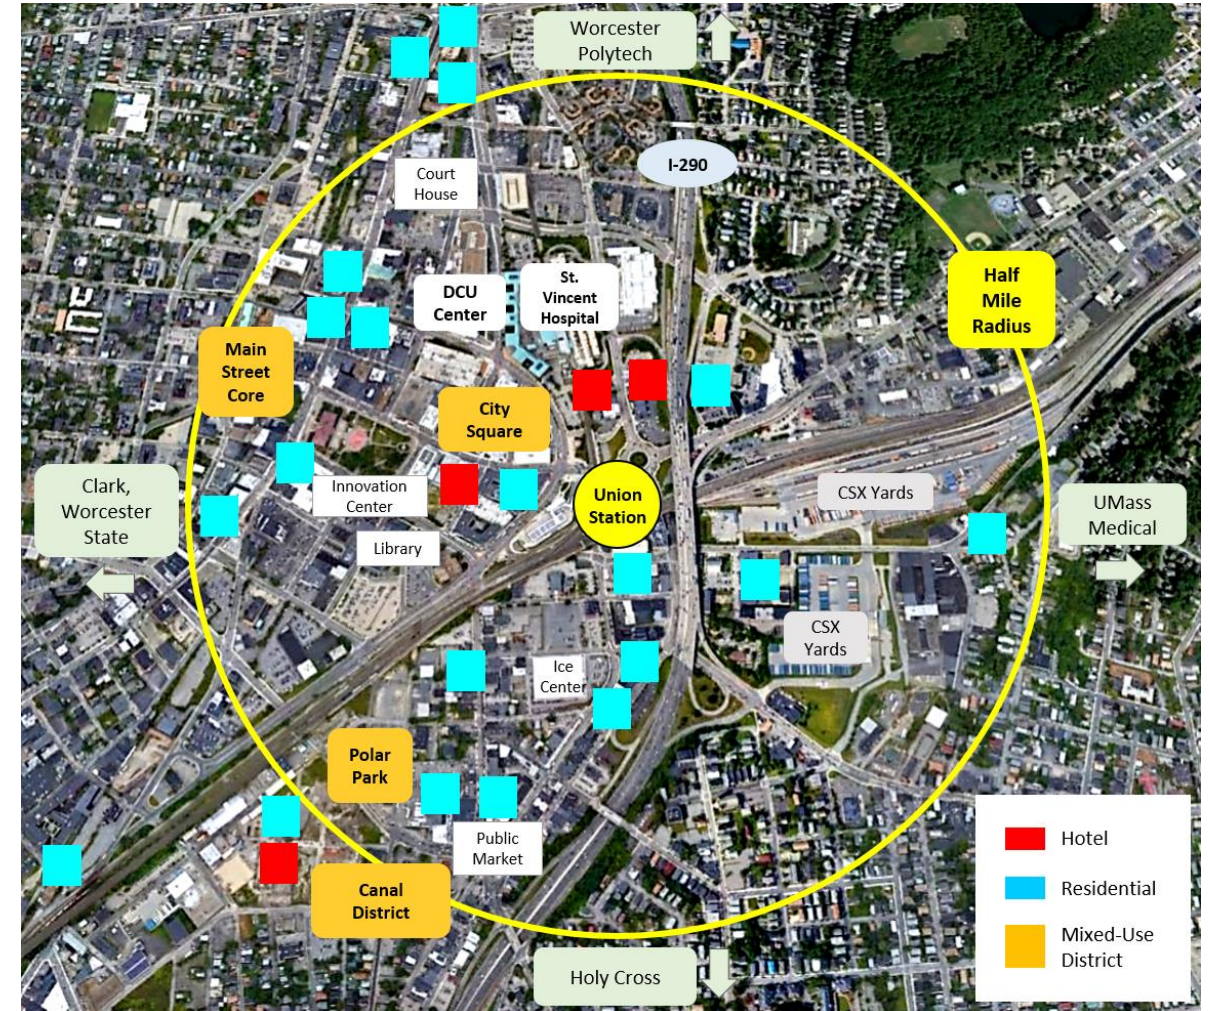 Worcester
Polytech
I-290
Court
House
Half
Mile
Radius
DCU
Center
St.
Vincent
Hospital
Main
Street
Core
City
Square
Clark,
Worcester
State
Innovation
Center
Union
Station
CSX Yards
UMass
Medical
Library
CSX
Yards
Ice
Center
Polar
Park
Public
Market
Canal
District
Holy Cross
Hotel
Residential
Mixed-Use
District